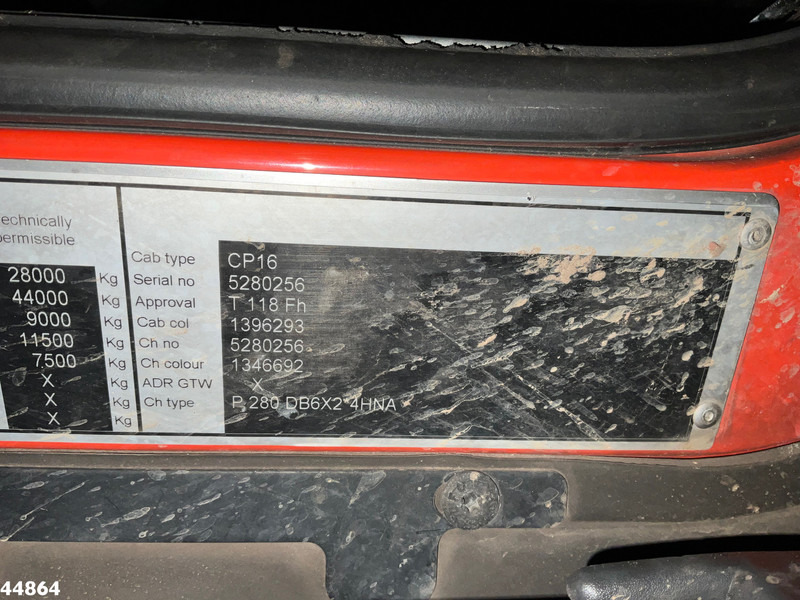 echnically
permissible
28000 Kg
44000 Kg
9000 Kg
11500 Kg
7500 Kg
X Kg
X Kg
X Kg
Cab type CP16
Serial no 5280256
Approval T 118 Fh
Cab col 1396293
Ch no 5280256
Ch colour 1346692
ADR GTW X
Ch type P 280 DB6X2*4HNA
44864